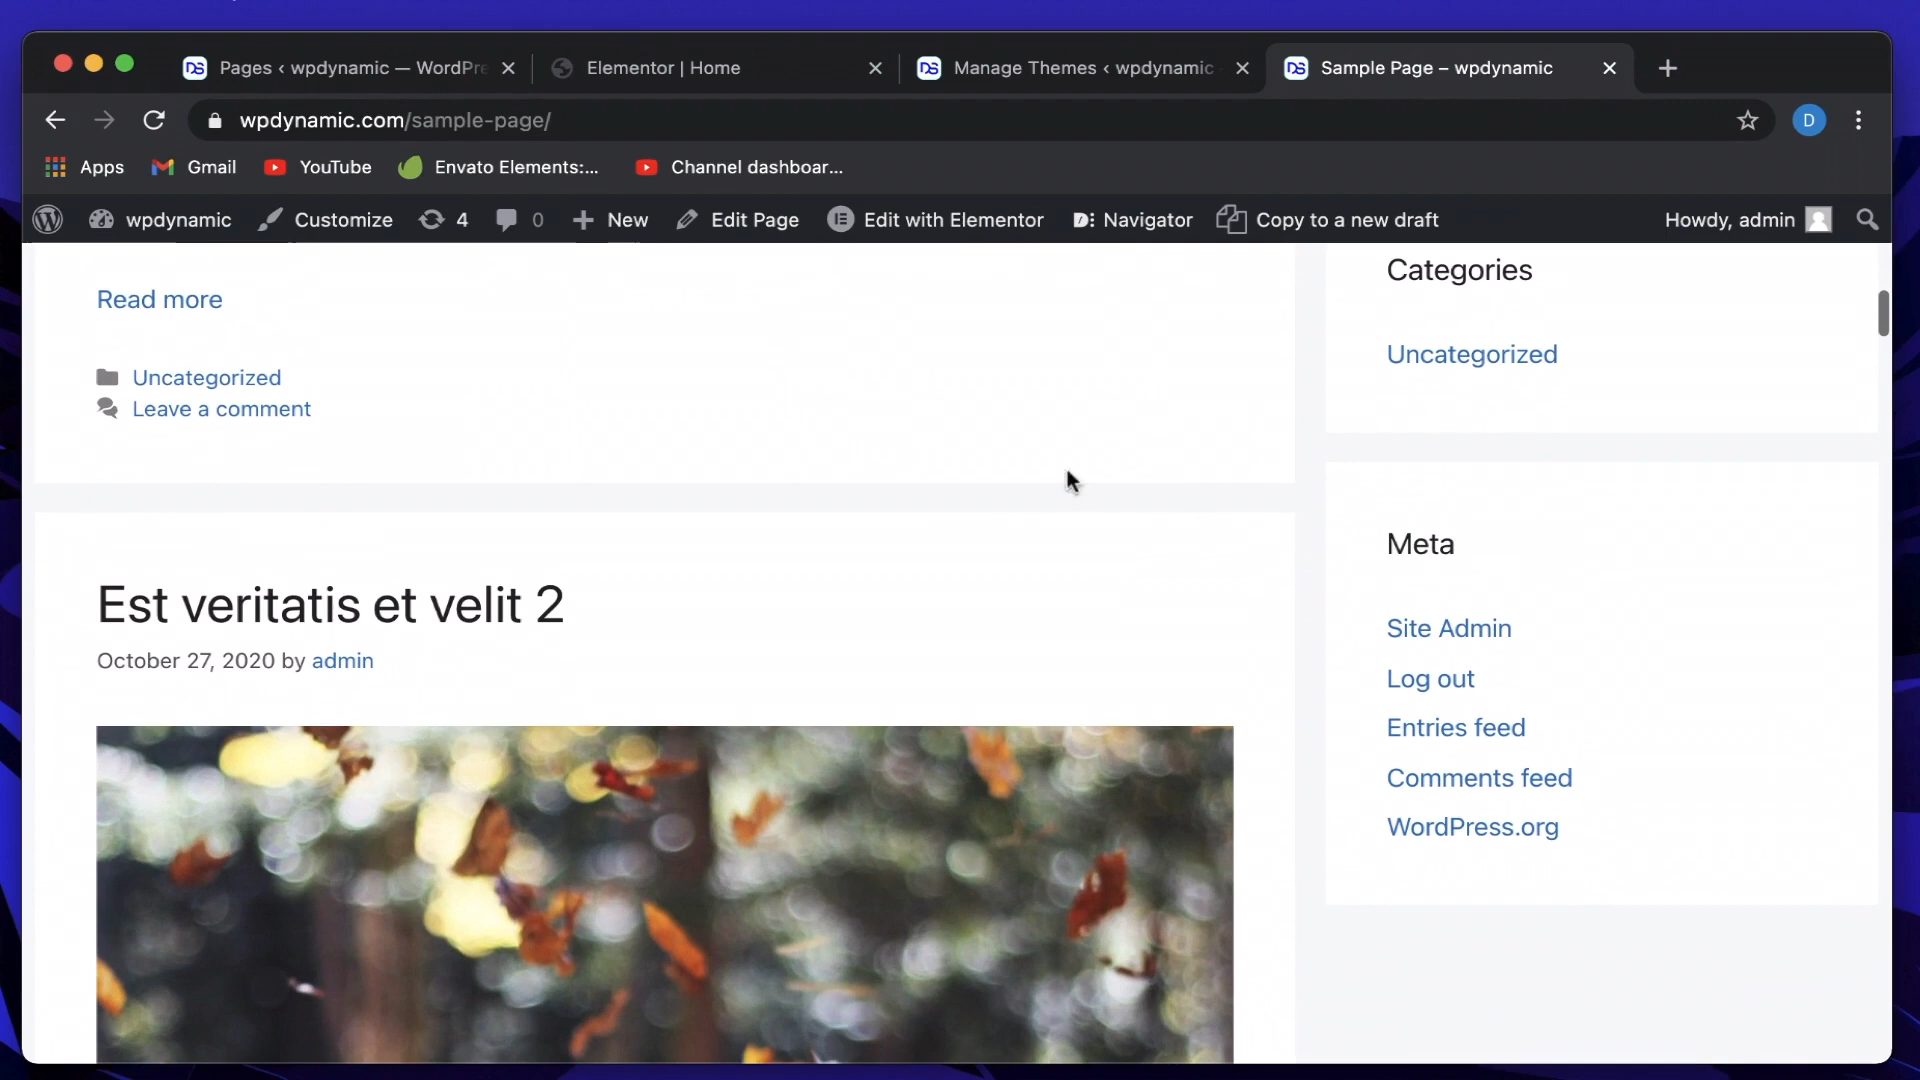 Pages ‹ wpdynamic — WordPre
Elementor | Home
Manage Themes ‹ wpdynamic
Sample Page – wpdynamic
wpdynamic.com/sample-page/
D
Apps
Gmail
YouTube
Envato Elements:...
Channel dashboar...
wpdynamic
Customize
4
0
New
Edit Page
Edit with Elementor
Navigator
Copy to a new draft
Howdy, admin
Read more
Uncategorized
Leave a comment
Est veritatis et velit 2
October 27, 2020 by admin
Categories
Uncategorized
Meta
Site Admin
Log out
Entries feed
Comments feed
WordPress.org